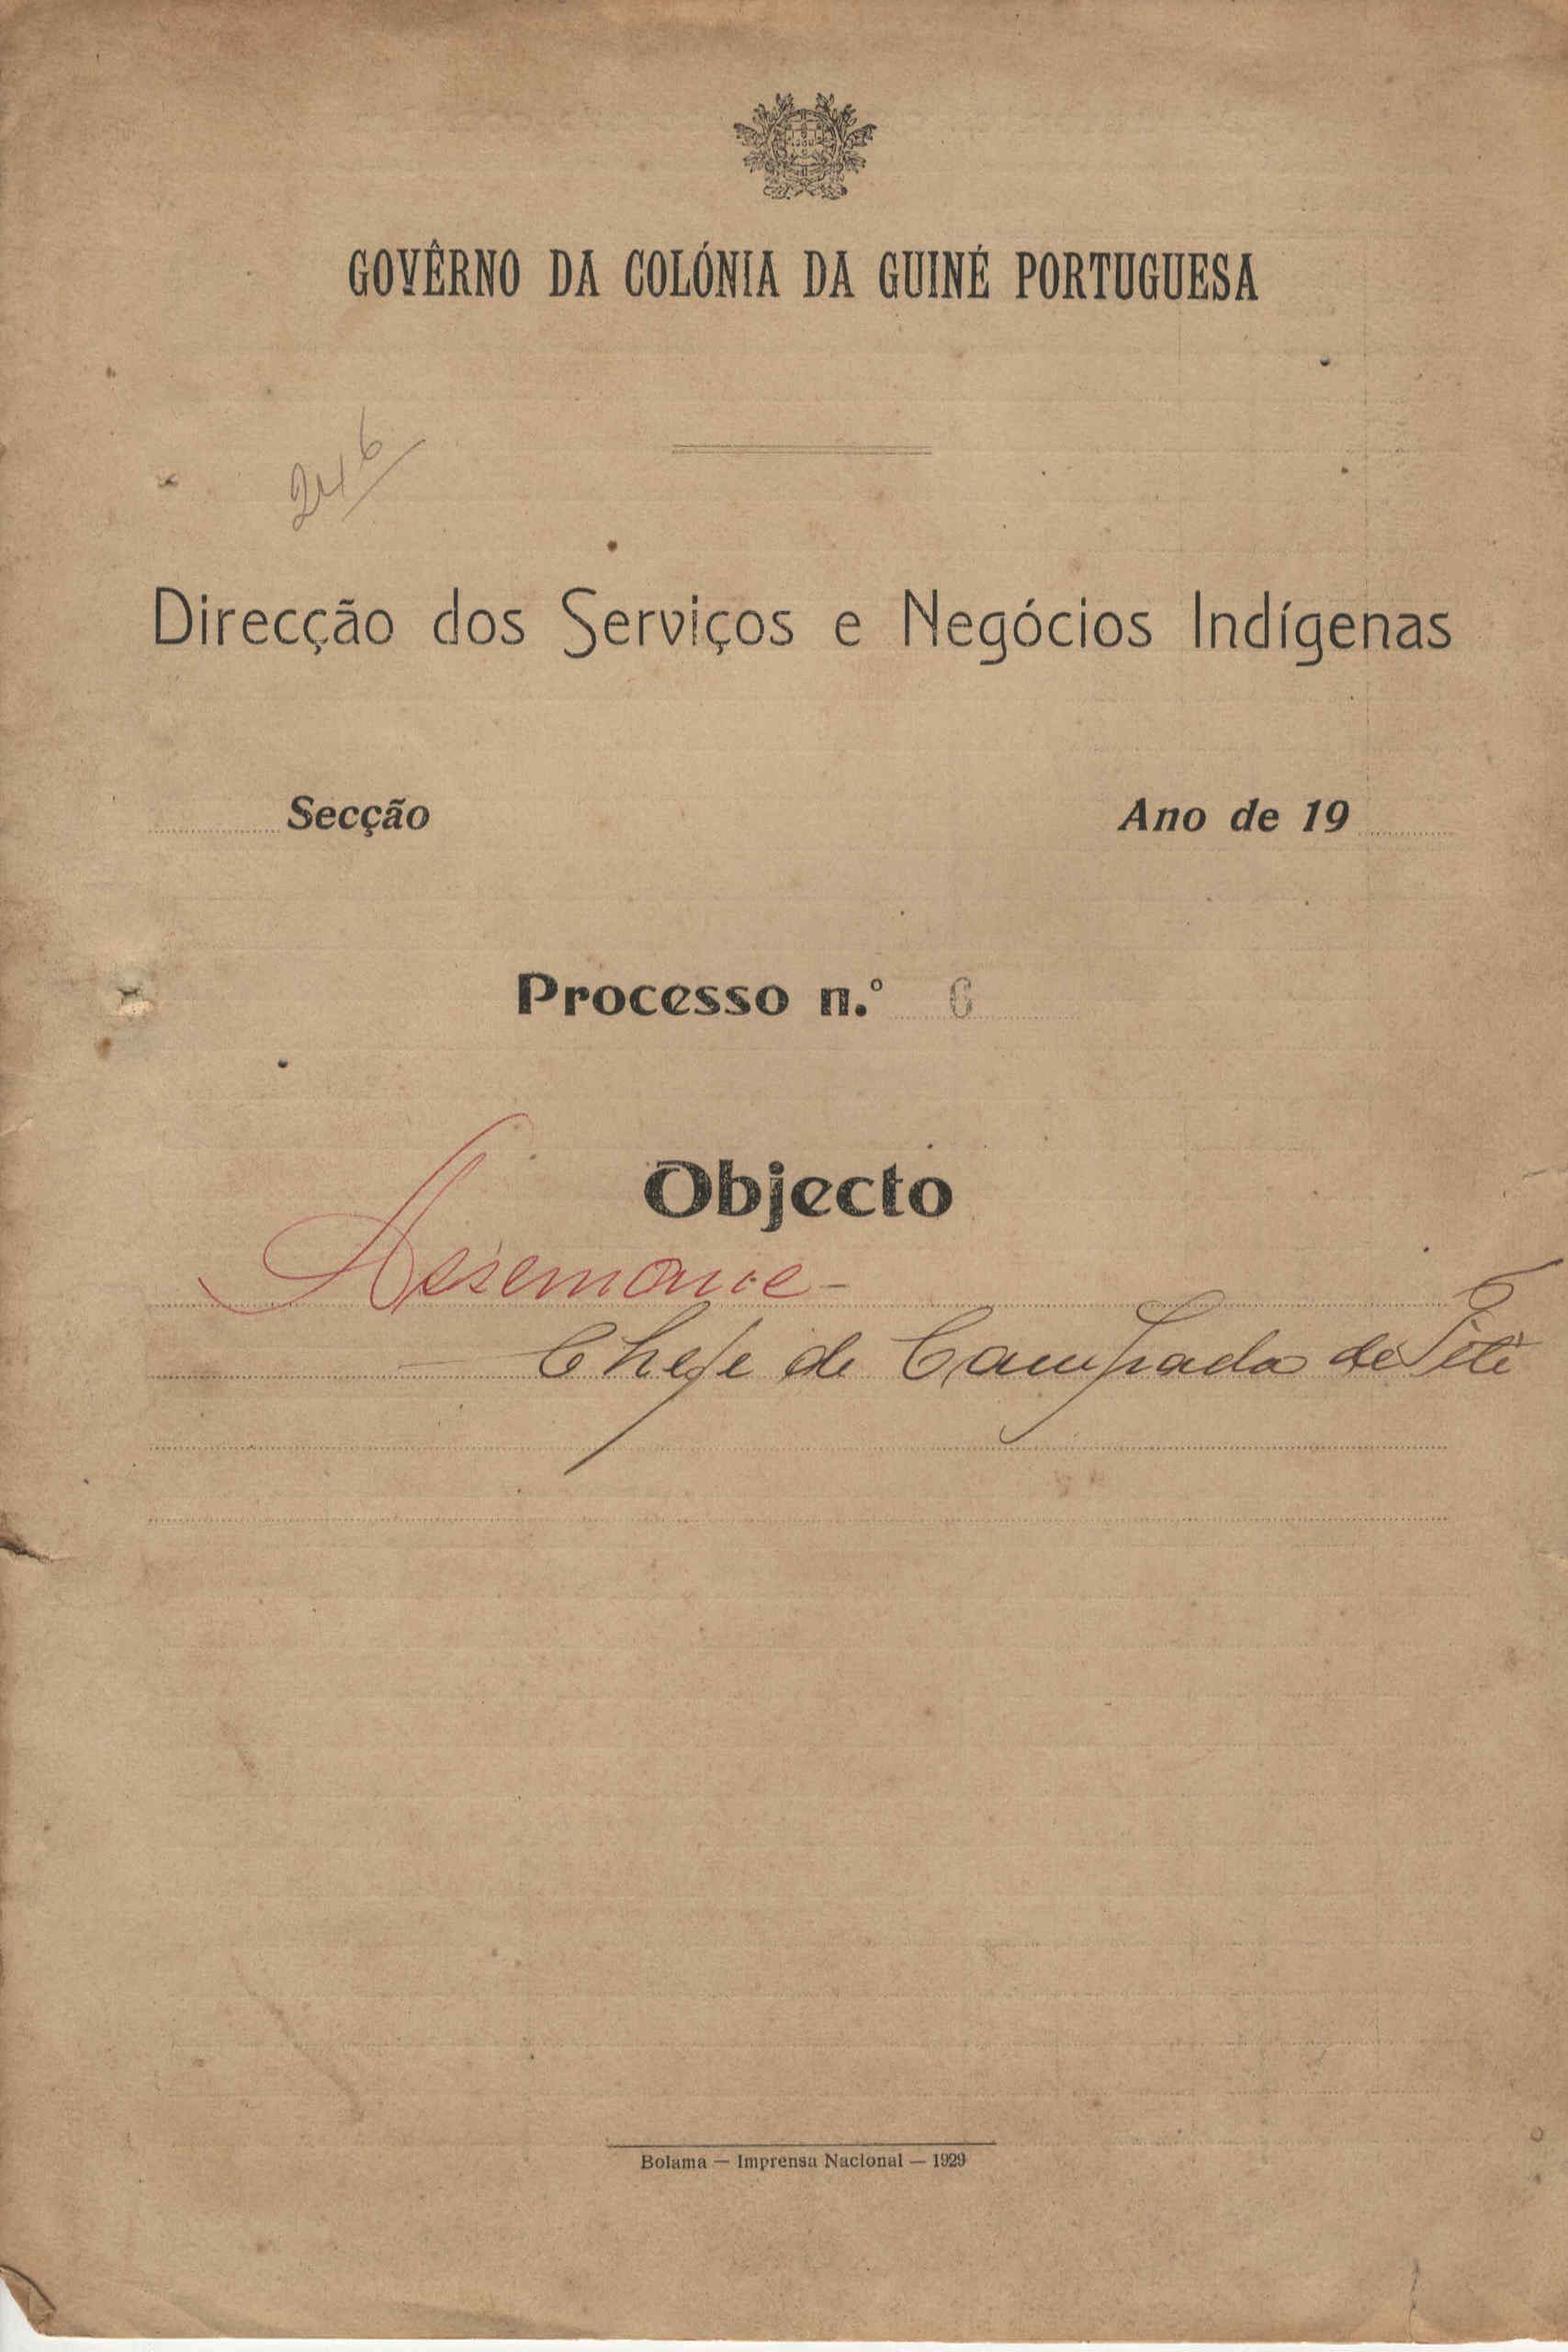 GOVÊRNO DA COLÓNIA DA GUINÉ PORTUGUESA
246
Direcção dos Serviços e Negócios Indígenas
Secção
Ano de 19
Processo n.º 6
Objecto
Chefe de Campada de
Bolama — Imprensa Nacional — 1929